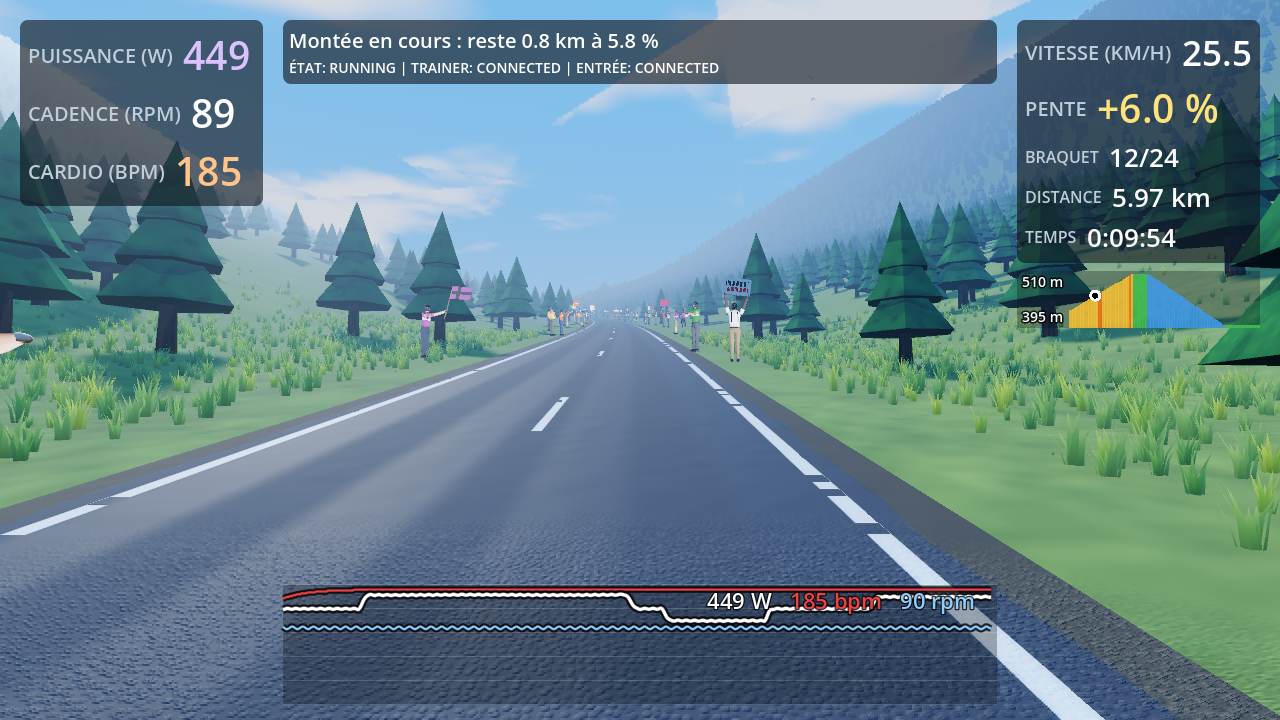 PUISSANCE (W) 449
CADENCE (RPM) 89
CARDIO (BPM) 185
Montée en cours : reste 0.8 km à 5.8 %
ÉTAT: RUNNING | TRAINER: CONNECTED | ENTRÉE: CONNECTED
VITESSE (KM/H) 25.5
PENTE +6.0 %
BRAQUET 12/24
DISTANCE 5.97 km
TEMPS 0:09:54
510 m
395 m
449 W 185 bpm 90 rpm